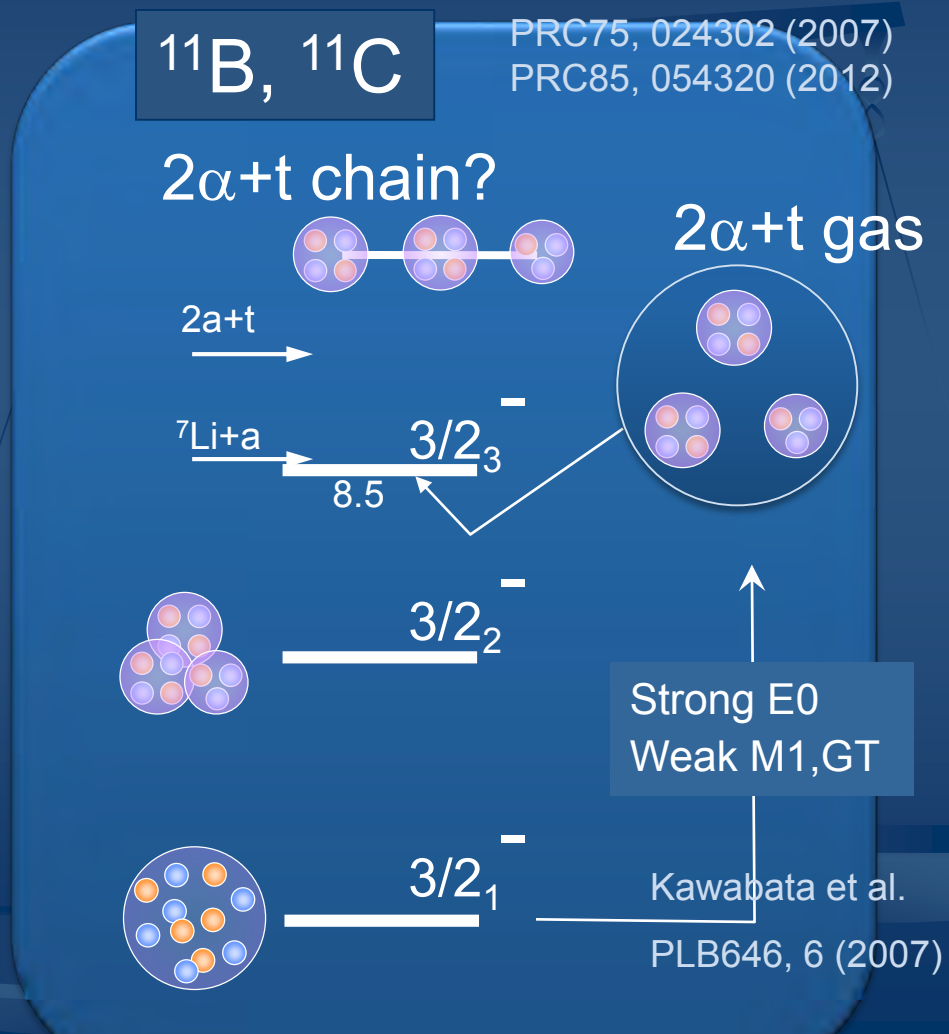 ¹¹B, ¹¹C
PRC75, 024302 (2007)
PRC85, 054320 (2012)
2α+t chain?
2α+t gas
2a+t
⁷Li+a
3/2₃⁻
8.5
3/2₂⁻
Strong E0
Weak M1,GT
3/2₁⁻
Kawabata et al.
PLB646, 6 (2007)